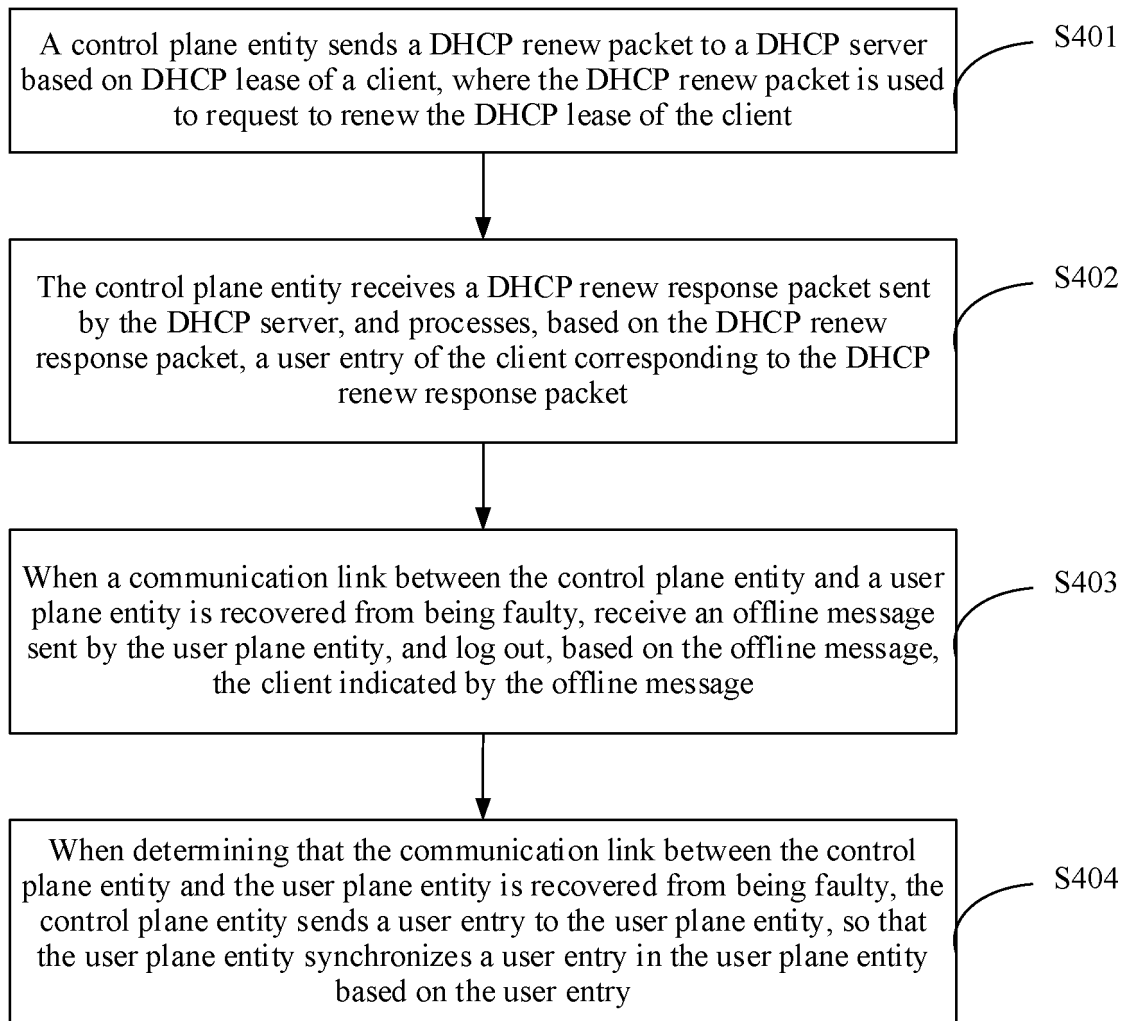 A control plane entity sends a DHCP renew packet to a DHCP server
based on DHCP lease of a client, where the DHCP renew packet is used
to request to renew the DHCP lease of the client
S401
The control plane entity receives a DHCP renew response packet sent
by the DHCP server, and processes, based on the DHCP renew
response packet, a user entry of the client corresponding to the DHCP
renew response packet
S402
When a communication link between the control plane entity and a user
plane entity is recovered from being faulty, receive an offline message
sent by the user plane entity, and log out, based on the offline message,
the client indicated by the offline message
S403
When determining that the communication link between the control
plane entity and the user plane entity is recovered from being faulty, the
control plane entity sends a user entry to the user plane entity, so that
the user plane entity synchronizes a user entry in the user plane entity
based on the user entry
S404